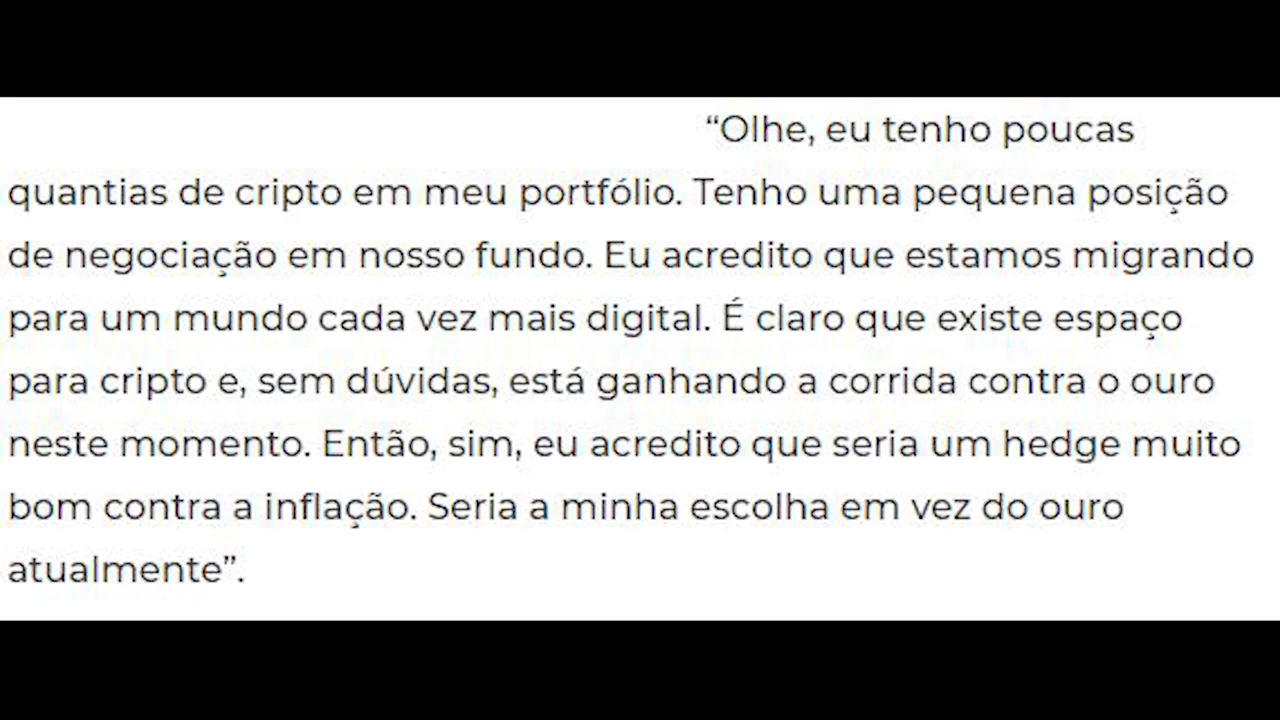 “Olhe, eu tenho poucas
quantias de cripto em meu portfólio. Tenho uma pequena posição
de negociação em nosso fundo. Eu acredito que estamos migrando
para um mundo cada vez mais digital. É claro que existe espaço
para cripto e, sem dúvidas, está ganhando a corrida contra o ouro
neste momento. Então, sim, eu acredito que seria um hedge muito
bom contra a inflação. Seria a minha escolha em vez do ouro
atualmente”.